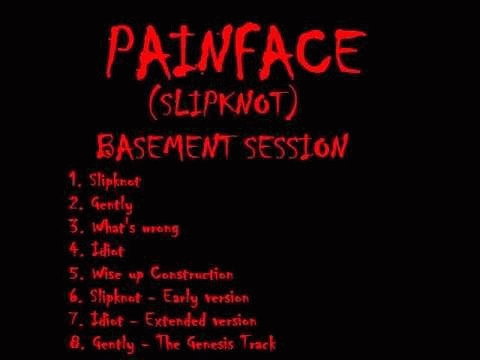 PAINFACE
(SLIPKNOT)
BASEMENT SESSION
1. Slipknot
2. Gently
3. What's wrong
4. Idiot
5. Wise up Construction
6. Slipknot - Early version
7. Idiot - Extended version
8. Gently - The Genesis Track